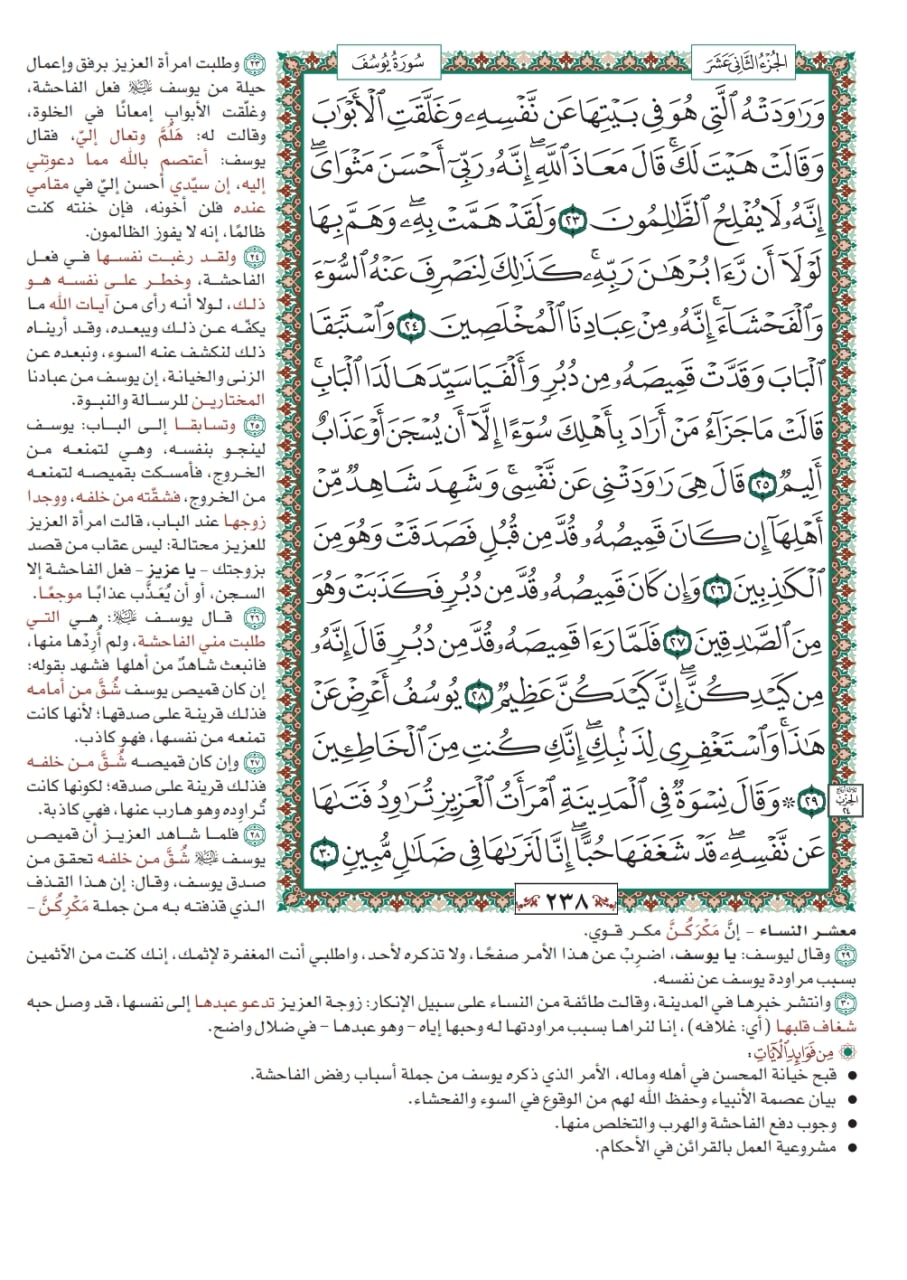 الجُزءُ الثَّانِي عَشَرَ
سُورَةُ يُوسُفَ
وَرَٰوَدَتْهُ ٱلَّتِي هُوَ فِي بَيْتِهَا عَن نَّفْسِهِۦ وَغَلَّقَتِ ٱلْأَبْوَٰبَ
وَقَالَتْ هَيْتَ لَكَۚ قَالَ مَعَاذَ ٱللَّهِۖ إِنَّهُۥ رَبِّيٓ أَحْسَنَ مَثْوَايَۖ
إِنَّهُۥ لَا يُفْلِحُ ٱلظَّٰلِمُونَ ٢٣ وَلَقَدْ هَمَّتْ بِهِۦۖ وَهَمَّ بِهَا
لَوْلَآ أَن رَّءَا بُرْهَٰنَ رَبِّهِۦۚ كَذَٰلِكَ لِنَصْرِفَ عَنْهُ ٱلسُّوٓءَ
وَٱلْفَحْشَآءَۚ إِنَّهُۥ مِنْ عِبَادِنَا ٱلْمُخْلَصِينَ ٢٤ وَٱسْتَبَقَا
ٱلْبَابَ وَقَدَّتْ قَمِيصَهُۥ مِن دُبُرٍ وَأَلْفَيَا سَيِّدَهَا لَدَا ٱلْبَابِۚ
قَالَتْ مَا جَزَآءُ مَنْ أَرَادَ بِأَهْلِكَ سُوٓءًا إِلَّآ أَن يُسْجَنَ أَوْ عَذَابٌ
أَلِيمٌ ٢٥ قَالَ هِيَ رَٰوَدَتْنِي عَن نَّفْسِيۚ وَشَهِدَ شَاهِدٌ مِّنْ
أَهْلِهَآ إِن كَانَ قَمِيصُهُۥ قُدَّ مِن قُبُلٍ فَصَدَقَتْ وَهُوَ مِنَ
ٱلْكَٰذِبِينَ ٢٦ وَإِن كَانَ قَمِيصُهُۥ قُدَّ مِن دُبُرٍ فَكَذَبَتْ وَهُوَ
مِنَ ٱلصَّٰدِقِينَ ٢٧ فَلَمَّا رَءَا قَمِيصَهُۥ قُدَّ مِن دُبُرٍ قَالَ إِنَّهُۥ
مِن كَيْدِكُنَّۖ إِنَّ كَيْدَكُنَّ عَظِيمٌ ٢٨ يُوسُفُ أَعْرِضْ عَنْ
هَٰذَاۚ وَٱسْتَغْفِرِي لِذَنۢبِكِۖ إِنَّكِ كُنتِ مِنَ ٱلْخَاطِـِٔينَ
٢٩ ۞ وَقَالَ نِسْوَةٌ فِي ٱلْمَدِينَةِ ٱمْرَأَتُ ٱلْعَزِيزِ تُرَٰوِدُ فَتَىٰهَا
عَن نَّفْسِهِۦۖ قَدْ شَغَفَهَا حُبًّاۖ إِنَّا لَنَرَىٰهَا فِي ضَلَٰلٍ مُّبِينٍ ٣٠
٢٣٨
الحِزْب
٢٤
٢٣ وطلبت امرأة العزيز برفق وإعمال
حيلة من يوسف ﷺ فعل الفاحشة،
وغلّقت الأبواب إمعانًا في الخلوة،
وقالت له: هَلُمَّ وتعال إليّ، فقال
يوسف: أعتصم بالله مما دعوتِني
إليه، إن سيّدي أحسن إليّ في مقامي
عنده فلن أخونه، فإن خنته كنت
ظالمًا، إنه لا يفوز الظالمون.
٢٤ ولقد رغبت نفسها في فعل
الفاحشة، وخطر على نفسه هو
ذلك، لولا أنه رأى من آيات الله ما
يكفّه عن ذلك ويبعده، وقد أريناه
ذلك لنكشف عنه السوء، ونبعده عن
الزنى والخيانة، إن يوسف من عبادنا
المختارين للرسالة والنبوة.
٢٥ وتسابقا إلى الباب: يوسف
لينجو بنفسه، وهي لتمنعه من
الخروج، فأمسكت بقميصه لتمنعه
من الخروج، فشقّته من خلفه، ووجدا
زوجها عند الباب، قالت امرأة العزيز
للعزيز محتالة: ليس عقاب من قصد
بزوجتك - يا عزيز - فعل الفاحشة إلا
السجن، أو أن يُعَذَّب عذابًا موجعًا.
٢٦ قال يوسف ﷺ: هي التي
طلبت مني الفاحشة، ولم أُرِدْها منها،
فانبعث شاهدٌ من أهلها فشهد بقوله:
إن كان قميص يوسف شُقَّ من أمامه
فذلك قرينة على صدقها؛ لأنها كانت
تمنعه من نفسها، فهو كاذب.
٢٧ وإن كان قميصه شُقَّ من خلفه
فذلك قرينة على صدقه؛ لكونها كانت
تُراوده وهو هارب عنها، فهي كاذبة.
٢٨ فلما شاهد العزيز أن قميص
يوسف ﷺ شُقَّ من خلفه تحقق من
صدق يوسف، وقال: إن هذا القذف
الذي قذفته به من جملة مَكْرِكُنَّ -
معشر النساء - إنَّ مَكْرَكُنَّ مكر قوي.
٢٩ وقال ليوسف: يا يوسف، اضرِبْ عن هذا الأمر صفحًا، ولا تذكره لأحد، واطلبي أنت المغفرة لإثمك، إنك كنت من الآثمين
بسبب مراودة يوسف عن نفسه.
٣٠ وانتشر خبرها في المدينة، وقالت طائفة من النساء على سبيل الإنكار: زوجة العزيز تدعو عبدها إلى نفسها، قد وصل حبه
شغاف قلبها (أي: غلافه)، إنا لنراها بسبب مراودتها له وحبها إياه - وهو عبدها - في ضلال واضح.
مِن فَوَائِدِ الآيَاتِ:
• قبح خيانة المحسن في أهله وماله، الأمر الذي ذكره يوسف من جملة أسباب رفض الفاحشة.
• بيان عصمة الأنبياء وحفظ الله لهم من الوقوع في السوء والفحشاء.
• وجوب دفع الفاحشة والهرب والتخلص منها.
• مشروعية العمل بالقرائن في الأحكام.